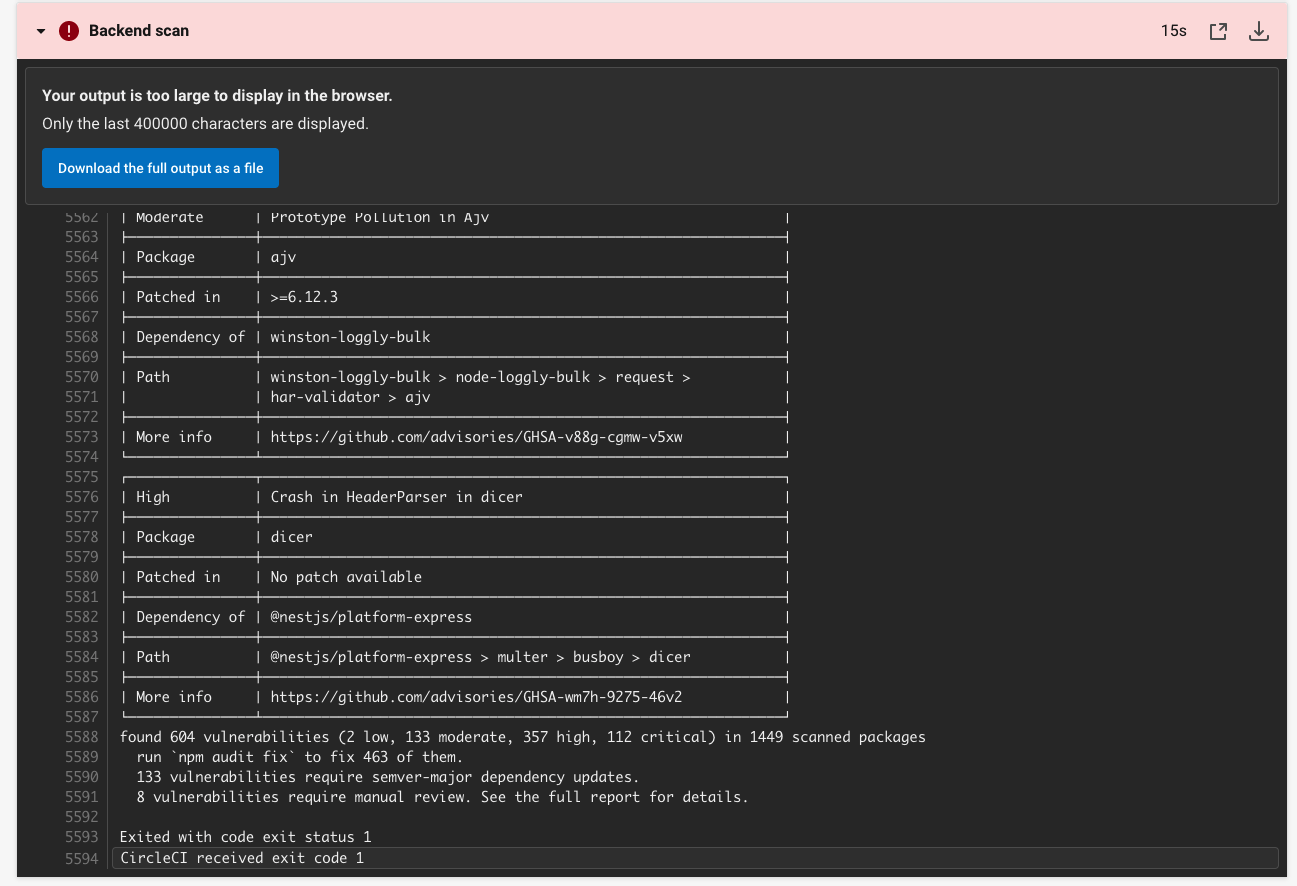 Backend scan 15s
Your output is too large to display in the browser.
Only the last 400000 characters are displayed.
Download the full output as a file
5562 | Moderate | Prototype Pollution in Ajv |
5563
5564 | Package | ajv |
5565
5566 | Patched in | >=6.12.3 |
5567
5568 | Dependency of | winston-loggly-bulk |
5569
5570 | Path | winston-loggly-bulk > node-loggly-bulk > request > |
5571 | | har-validator > ajv |
5572
5573 | More info | https://github.com/advisories/GHSA-v88g-cgmw-v5xw |
5574
5575
5576 | High | Crash in HeaderParser in dicer |
5577
5578 | Package | dicer |
5579
5580 | Patched in | No patch available |
5581
5582 | Dependency of | @nestjs/platform-express |
5583
5584 | Path | @nestjs/platform-express > multer > busboy > dicer |
5585
5586 | More info | https://github.com/advisories/GHSA-wm7h-9275-46v2 |
5587
5588 found 604 vulnerabilities (2 low, 133 moderate, 357 high, 112 critical) in 1449 scanned packages
5589 run `npm audit fix` to fix 463 of them.
5590 133 vulnerabilities require semver-major dependency updates.
5591 8 vulnerabilities require manual review. See the full report for details.
5592
5593 Exited with code exit status 1
5594 CircleCI received exit code 1